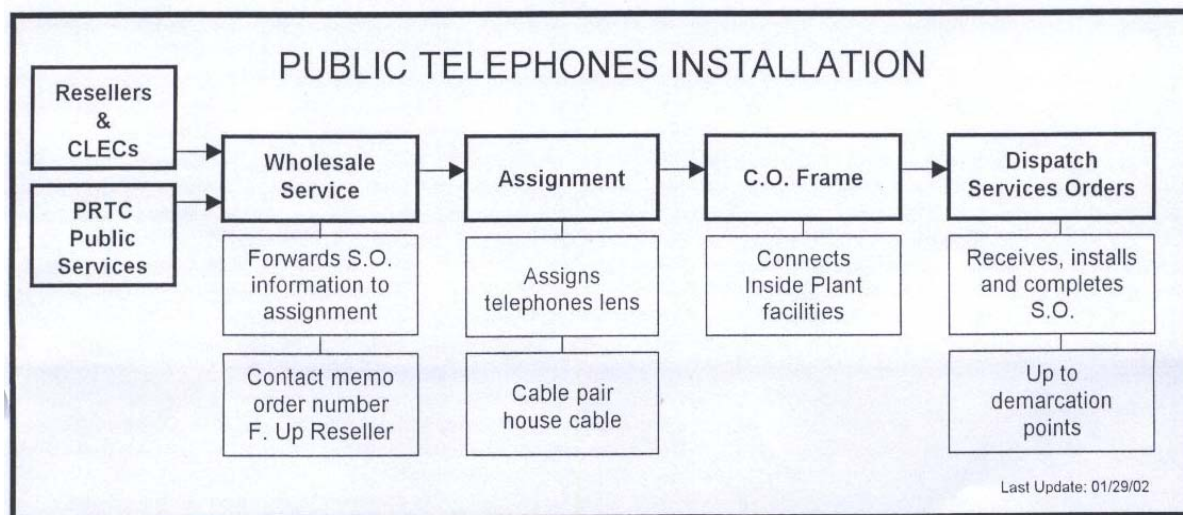 PUBLIC TELEPHONES INSTALLATION
Resellers
&
CLECs
PRTC
Public
Services
Wholesale
Service
Forwards S.O.
information to
assignment
Contact memo
order number
F. Up Reseller
Assignment
Assigns
telephones lens
Cable pair
house cable
C.O. Frame
Connects
Inside Plant
facilities
Dispatch
Services Orders
Receives, installs
and completes
S.O.
Up to
demarcation
points
Last Update: 01/29/02